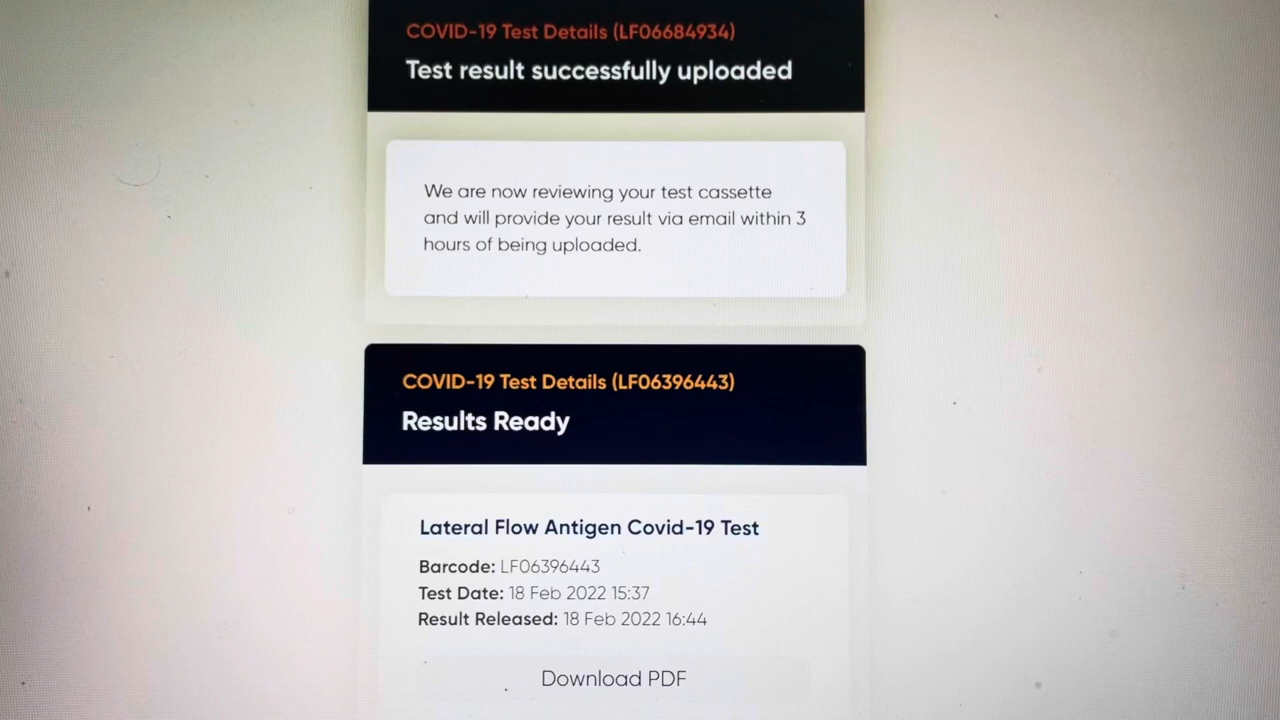 COVID-19 Test Details (LF06684934)
Test result successfully uploaded
We are now reviewing your test cassette
and will provide your result via email within 3
hours of being uploaded.
COVID-19 Test Details (LF06396443)
Results Ready
Lateral Flow Antigen Covid-19 Test
Barcode: LF06396443
Test Date: 18 Feb 2022 15:37
Result Released: 18 Feb 2022 16:44
Download PDF